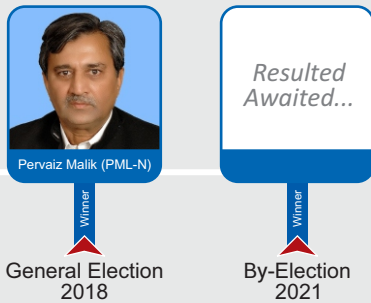 Resulted
Awaited...
Pervaiz Malik (PML-N)
Winner
Winner
General Election
2018
By-Election
2021